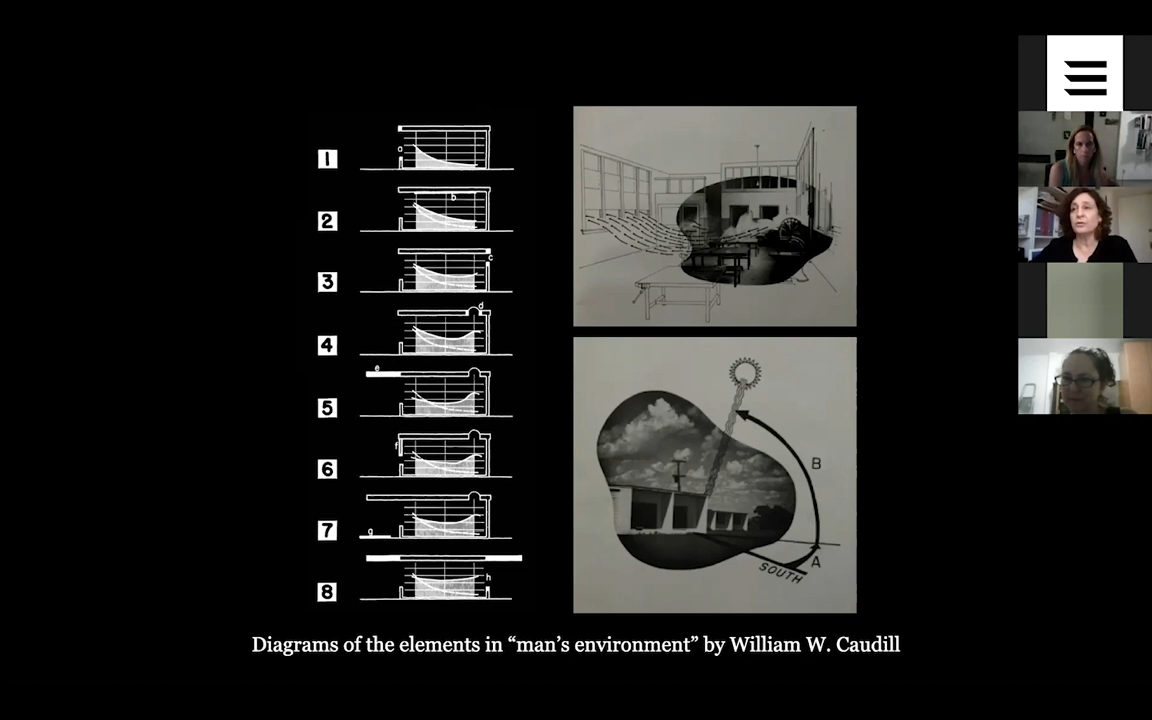 1
a
2
b
3
c
4
d
5
e
6
f
7
g
8
h
B
A
SOUTH
Diagrams of the elements in “man’s environment” by William W. Caudill